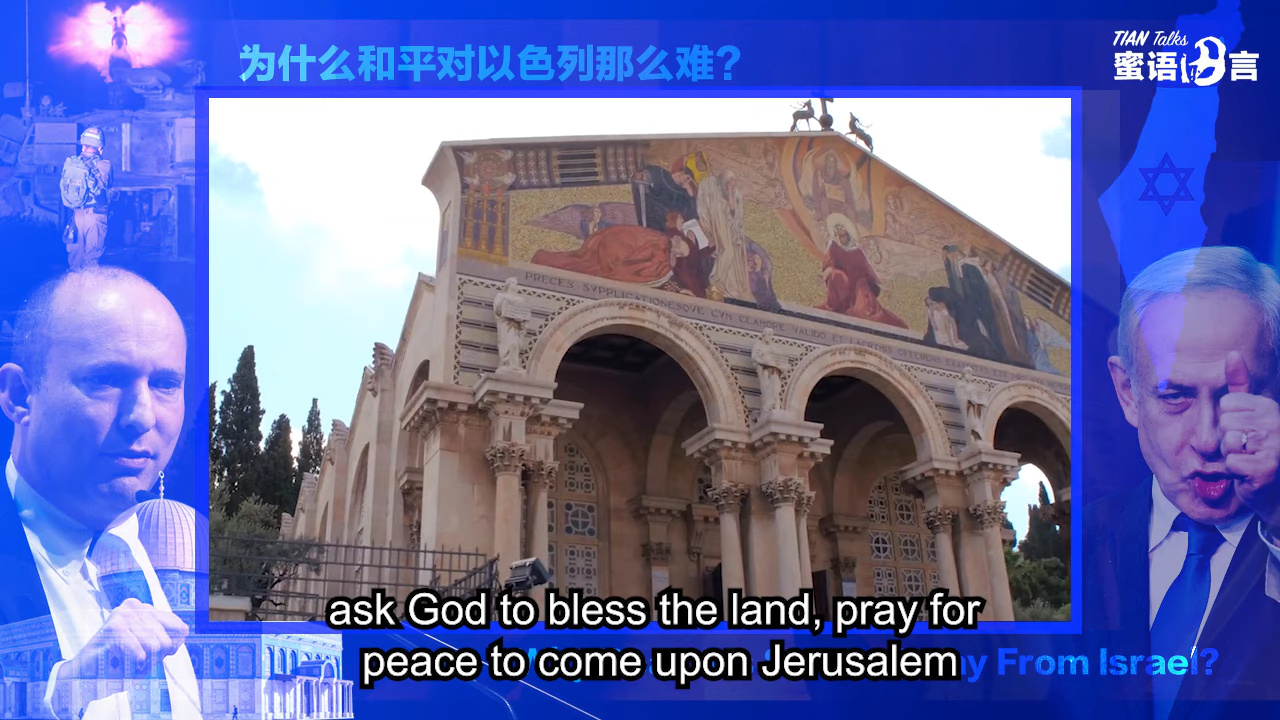 TIAN Talks
为什么和平对以色列那么难?
蜜语 言
PRECES SVPPLICATIONESQVE CVM CLAMORE VALIDO ET LACRYMIS OFFERENS
ask God to bless the land, pray for
peace to come upon Jerusalem
From Israel?